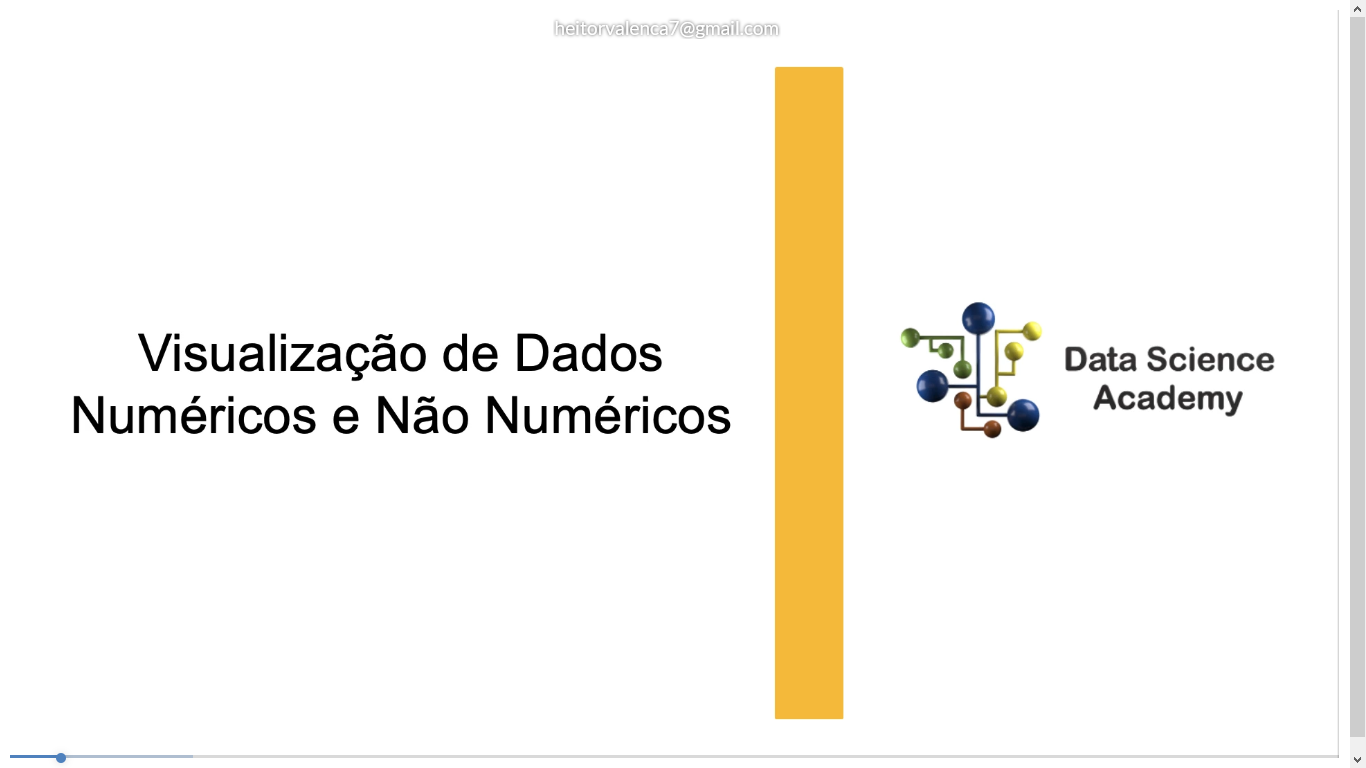 heitorvalenca7@gmail.com
Visualização de Dados
Numéricos e Não Numéricos
Data Science
Academy